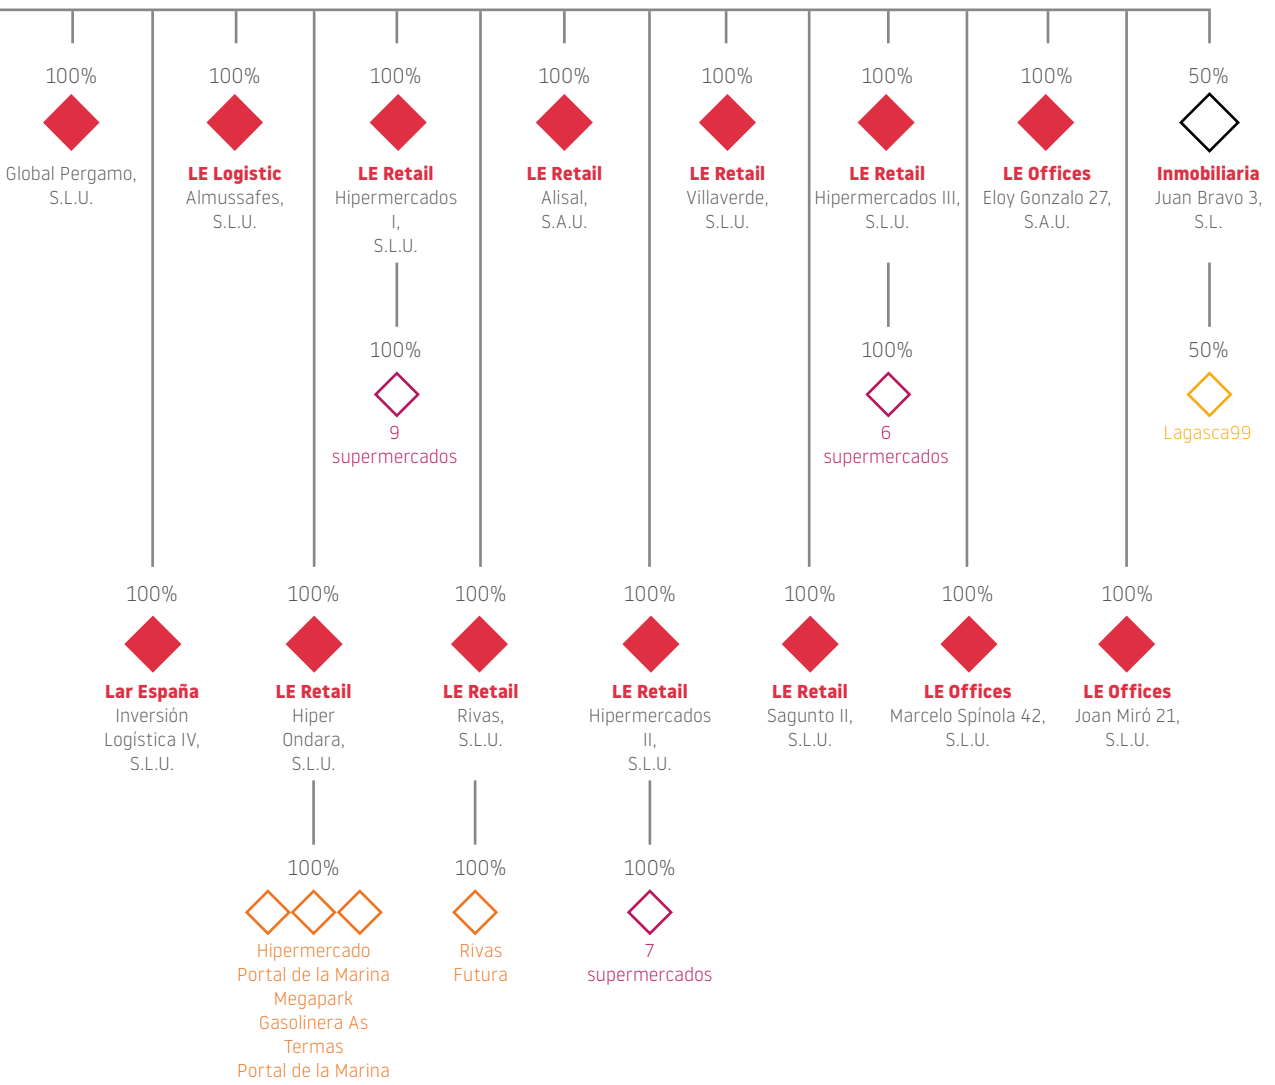 100%
Global Pergamo,
S.L.U.
100%
LE Logistic
Almussafes,
S.L.U.
100%
LE Retail
Hipermercados
I,
S.L.U.
100%
9
supermercados
100%
LE Retail
Alisal,
S.A.U.
100%
LE Retail
Villaverde,
S.L.U.
100%
LE Retail
Hipermercados III,
S.L.U.
100%
6
supermercados
100%
LE Offices
Eloy Gonzalo 27,
S.A.U.
50%
Inmobiliaria
Juan Bravo 3,
S.L.
50%
Lagasca99
100%
Lar España
Inversión
Logística IV,
S.L.U.
100%
LE Retail
Hiper
Ondara,
S.L.U.
100%
Hipermercado
Portal de la Marina
Megapark
Gasolinera As
Termas
Portal de la Marina
100%
LE Retail
Rivas,
S.L.U.
100%
Rivas
Futura
100%
LE Retail
Hipermercados
II,
S.L.U.
100%
7
supermercados
100%
LE Retail
Sagunto II,
S.L.U.
100%
LE Offices
Marcelo Spínola 42,
S.L.U.
100%
LE Offices
Joan Miró 21,
S.L.U.